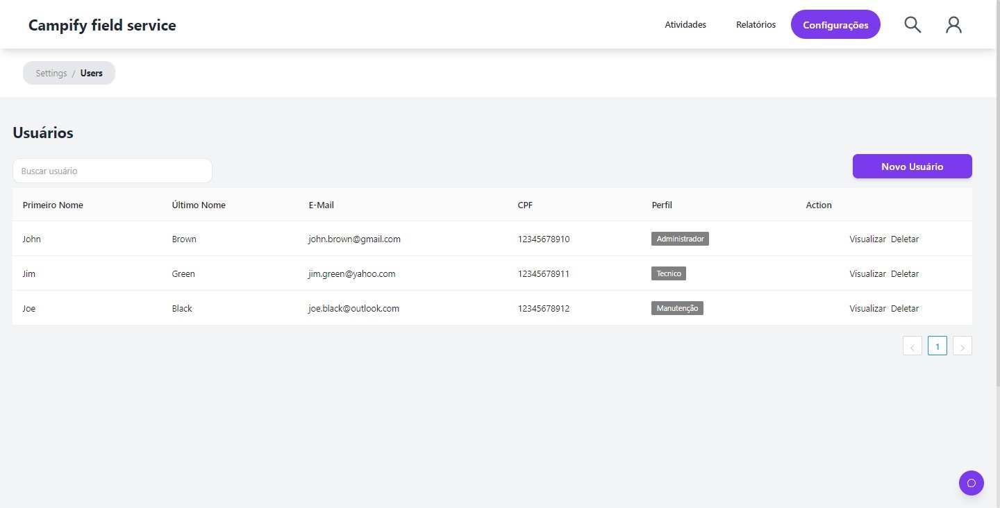 Campify field service Atividades Relatórios Configurações
Settings / Users
Usuários
Buscar usuário Novo Usuário
Primeiro Nome Último Nome E-Mail CPF Perfil Action
John Brown john.brown@gmail.com 12345678910 Administrador Visualizar Deletar
Jim Green jim.green@yahoo.com 12345678911 Tecnico Visualizar Deletar
Joe Black joe.black@outlook.com 12345678912 Manutenção Visualizar Deletar
< 1 >